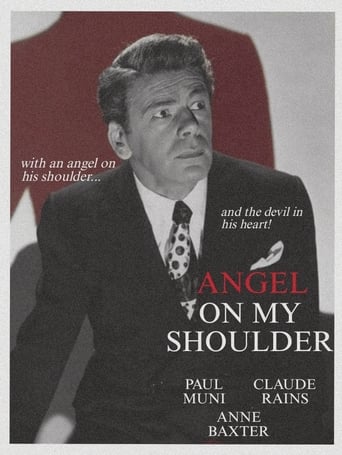 with an angel on
his shoulder...
and the devil in
his heart!
ANGEL
ON MY
SHOULDER
PAUL MUNI
CLAUDE RAINS
ANNE BAXTER